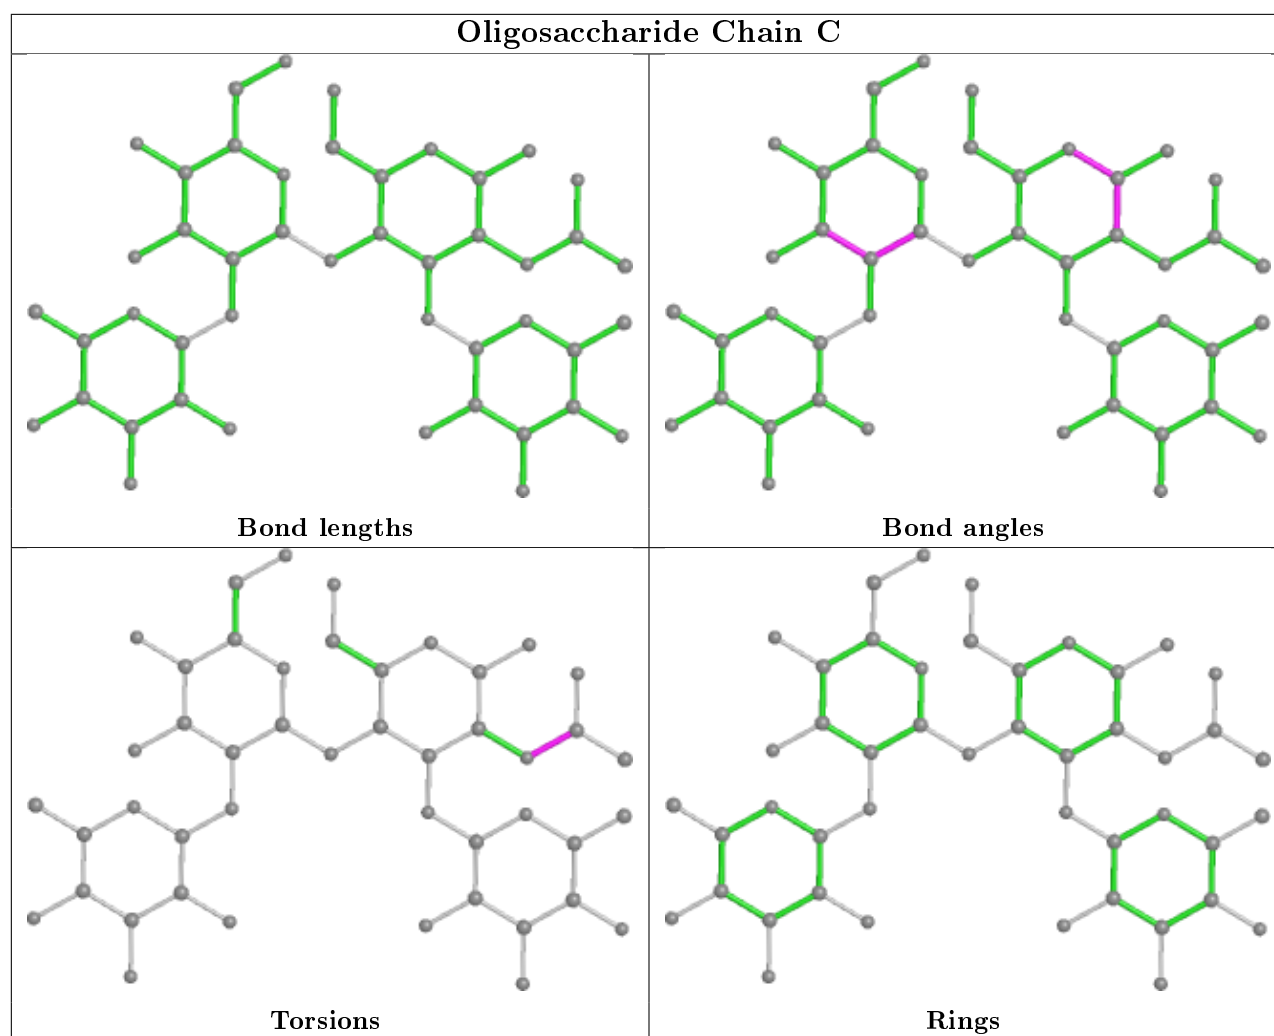 Oligosaccharide Chain C
Bond lengths
Bond angles
Torsions
Rings